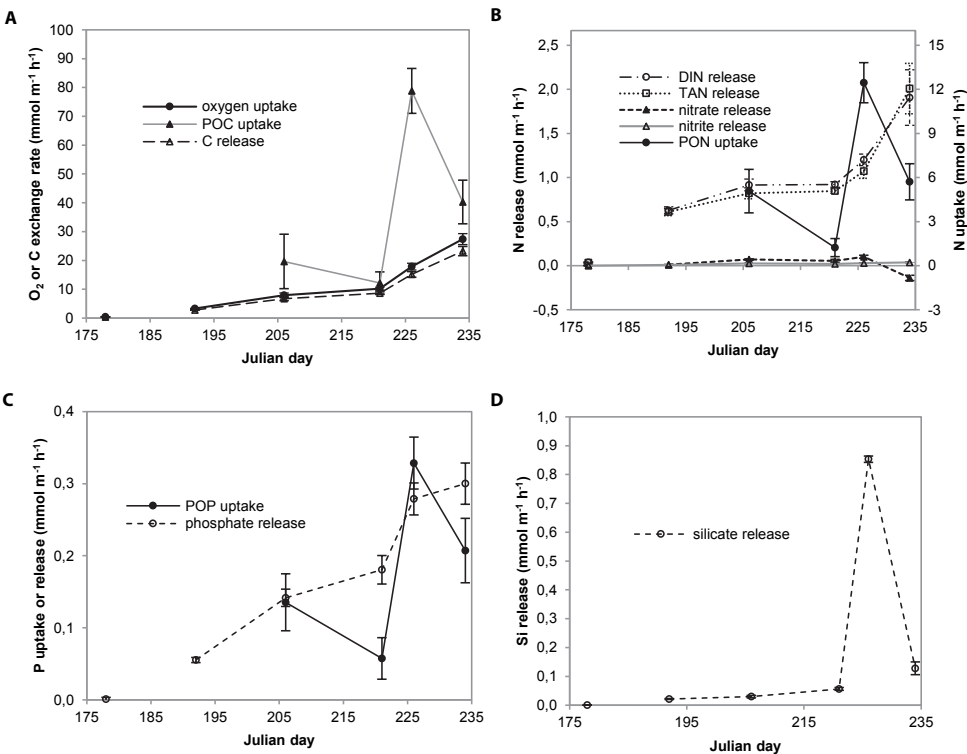 A
O₂ or C exchange rate (mmol m⁻¹ h⁻¹)
100
90
80
70
60
50
40
30
20
10
0
oxygen uptake
POC uptake
C release
175 185 195 205 215 225 235
Julian day
B
N release (mmol m⁻¹ h⁻¹)
2,5
2,0
1,5
1,0
0,5
0,0
-0,5
DIN release
TAN release
nitrate release
nitrite release
PON uptake
15
12
9
6
3
0
-3
N uptake (mmol m⁻¹ h⁻¹)
175 185 195 205 215 225 235
Julian day
C
P uptake or release (mmol m⁻¹ h⁻¹)
0,4
0,3
0,2
0,1
0,0
POP uptake
phosphate release
175 185 195 205 215 225 235
Julian day
D
Si release (mmol m⁻¹ h⁻¹)
1,0
0,9
0,8
0,7
0,6
0,5
0,4
0,3
0,2
0,1
0,0
silicate release
175 195 215 235
Julian day